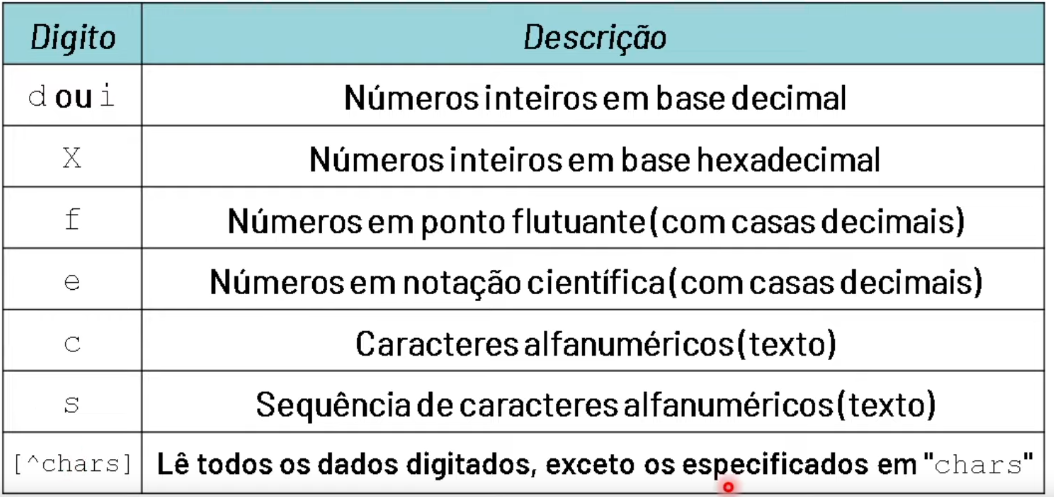 Digito Descrição
d ou i Números inteiros em base decimal
X Números inteiros em base hexadecimal
f Números em ponto flutuante (com casas decimais)
e Números em notação científica (com casas decimais)
c Caracteres alfanuméricos (texto)
s Sequência de caracteres alfanuméricos (texto)
[^chars] Lê todos os dados digitados, exceto os especificados em "chars"